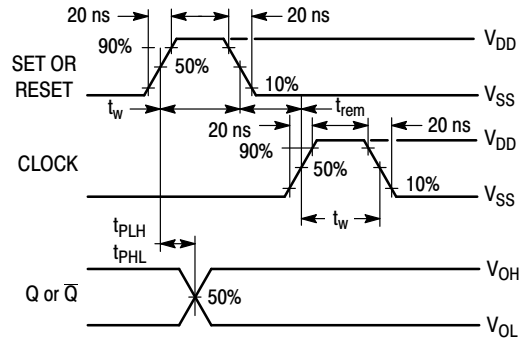 20 ns 20 ns
90%
50%
10%
SET OR
RESET
V_DD
V_SS
t_w
t_rem
20 ns 20 ns
90%
50%
10%
CLOCK
V_DD
V_SS
t_w
t_PLH
t_PHL
Q or Q̅
50%
V_OH
V_OL